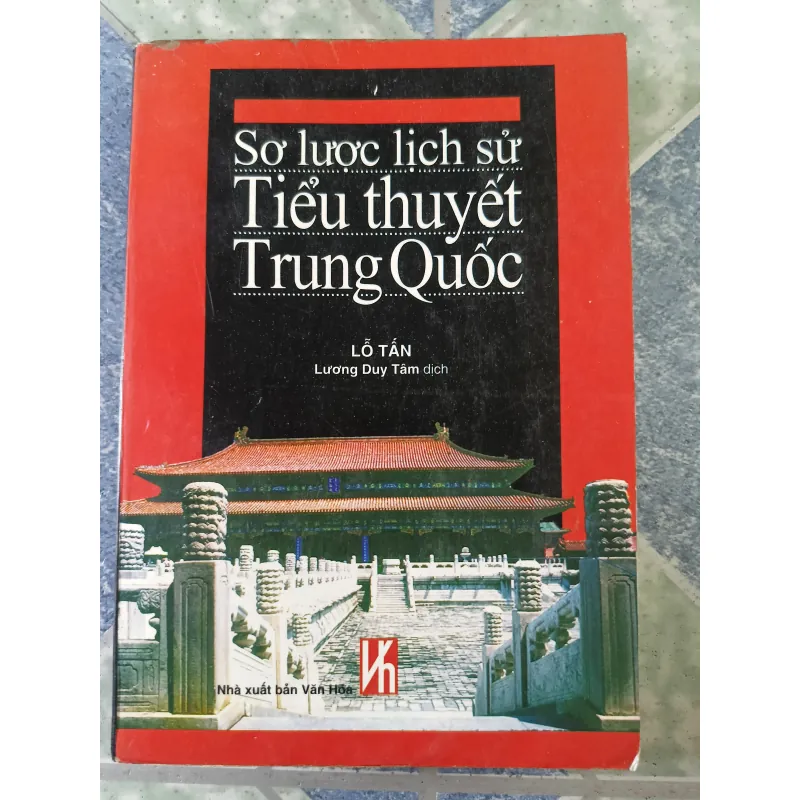 Sơ lược lịch sử
Tiểu thuyết
Trung Quốc
LỖ TẤN
Lương Duy Tâm dịch
Vh
Nhà xuất bản Văn Hóa